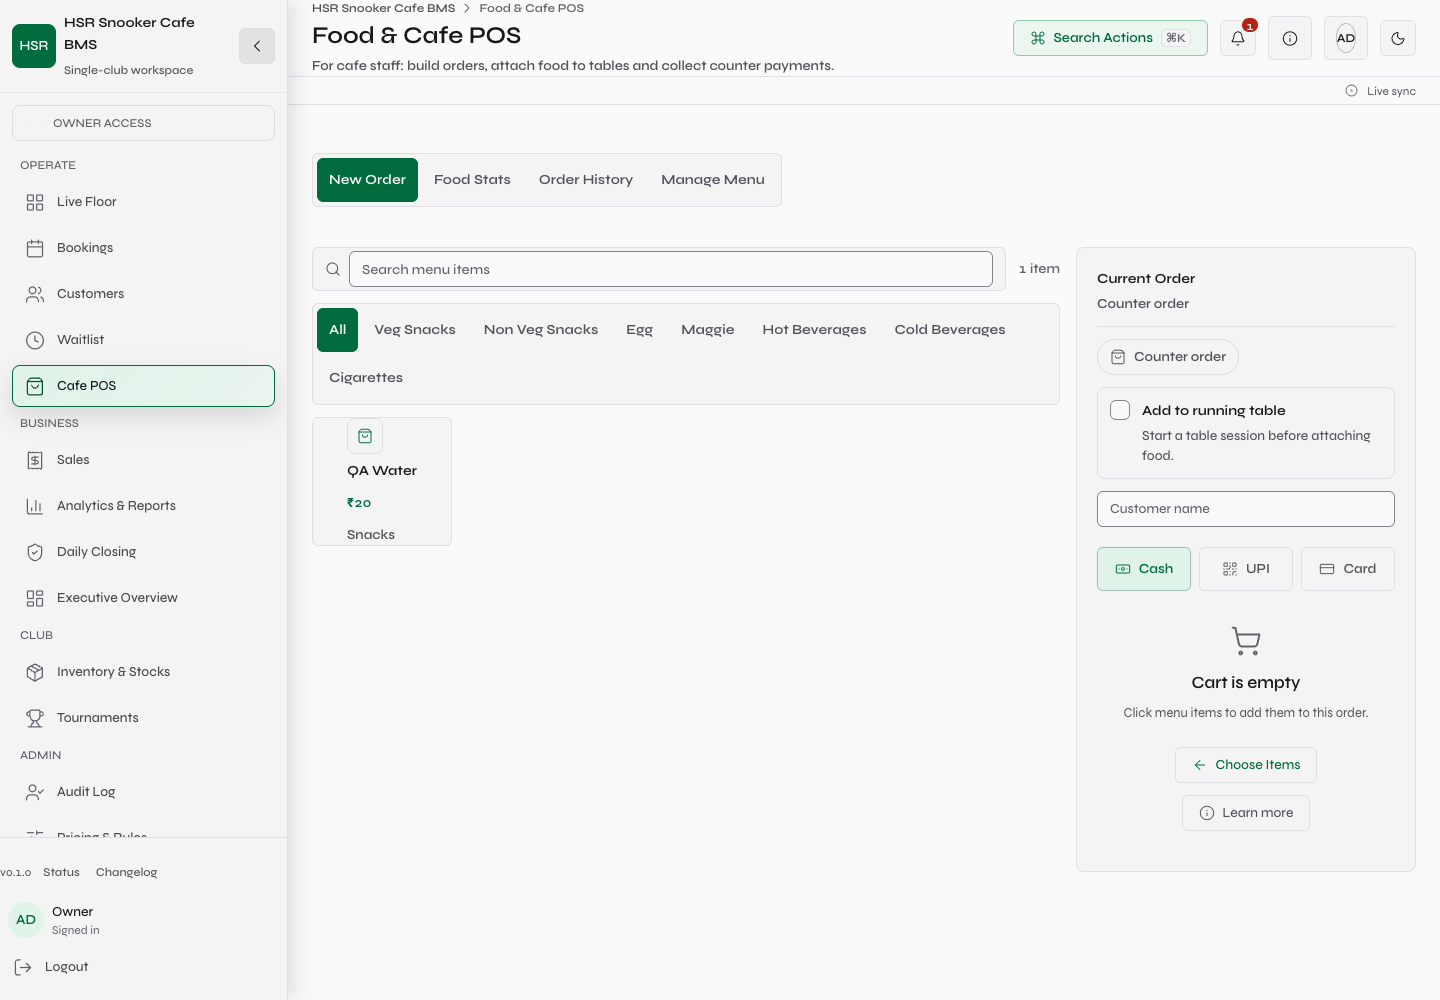 HSR
HSR Snooker Cafe
BMS
Single-club workspace
OWNER ACCESS
OPERATE
Live Floor
Bookings
Customers
Waitlist
Cafe POS
BUSINESS
Sales
Analytics & Reports
Daily Closing
Executive Overview
CLUB
Inventory & Stocks
Tournaments
ADMIN
Audit Log
Pricing & Rules
v0.1.0 Status Changelog
AD
Owner
Signed in
Logout
HSR Snooker Cafe BMS > Food & Cafe POS
Food & Cafe POS
For cafe staff: build orders, attach food to tables and collect counter payments.
Search Actions ⌘K
1
AD
Live sync
New Order Food Stats Order History Manage Menu
Search menu items
1 item
All Veg Snacks Non Veg Snacks Egg Maggie Hot Beverages Cold Beverages
Cigarettes
QA Water
₹20
Snacks
Current Order
Counter order
Counter order
Add to running table
Start a table session before attaching
food.
Customer name
Cash UPI Card
Cart is empty
Click menu items to add them to this order.
Choose Items
Learn more